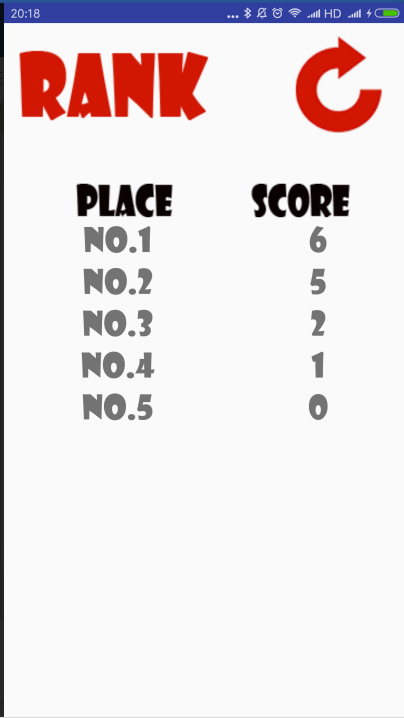 20:18 ... HD
RANK
PLACE SCORE
NO.1 6
NO.2 5
NO.3 2
NO.4 1
NO.5 0